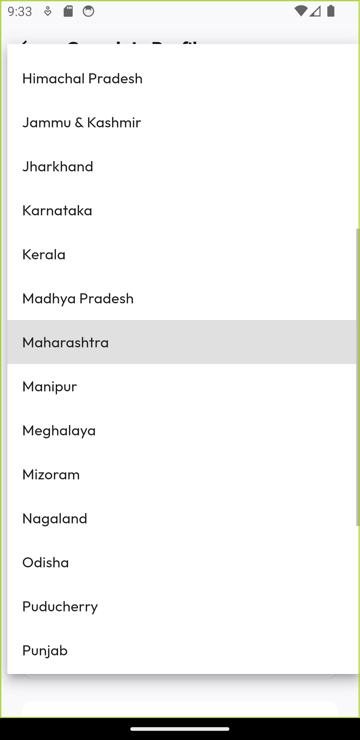 9:33
Himachal Pradesh
Jammu & Kashmir
Jharkhand
Karnataka
Kerala
Madhya Pradesh
Maharashtra
Manipur
Meghalaya
Mizoram
Nagaland
Odisha
Puducherry
Punjab